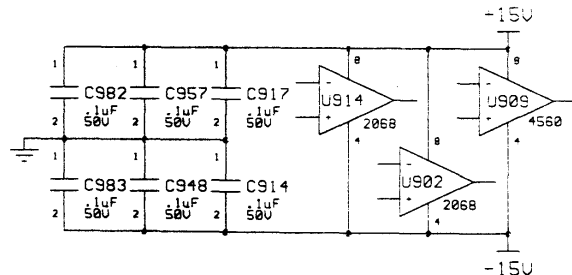 +15V
1 1 1 8 8
C982 C957 C917 U914 U909
.1uF .1uF .1uF
2 50V 2 50V 2 50V 2068 4560
1 1 1 4 8 4
C983 C948 C914 U902
.1uF .1uF .1uF 2068
2 50V 2 50V 2 50V 4
-15V